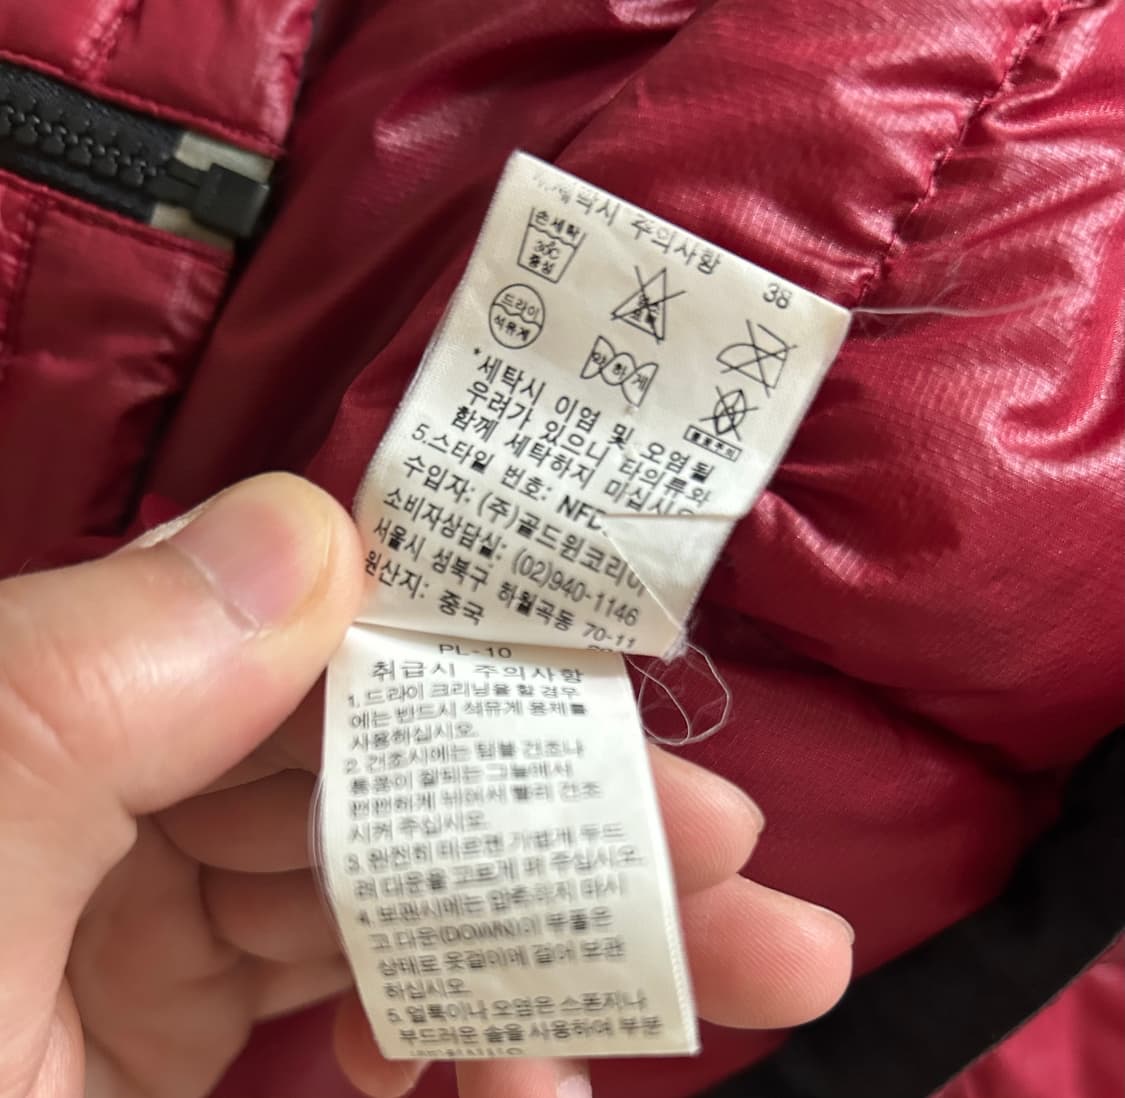 세탁시 주의사항
38
손세탁
30℃
중성
드라이
석유계
염소
표백
약하게
*세탁시 이염 및 오염될
우려가 있으니 타의류와
함께 세탁하지 마십시오
5.스타일 번호: NFD
수입자: (주)골드윈코리아
소비자상담실: (02)940-1146
서울시 성북구 하월곡동 70-11
원산지: 중국
PL-10
취급시 주의사항
1.드라이 크리닝을 할 경우
에는 반드시 석유계 용제를
사용하십시오.
2.건조시에는 텀블 건조나
통풍이 잘되는 그늘에서
편편하게 뉘어서 빨리 건조
시켜 주십시오.
3.완전히 마르면 가볍게 두드
려 다운을 고르게 펴 주십시오.
4.보관시에는 압축하지 마시
고 다운(DOWN)이 부풀은
상태로 옷걸이에 걸어 보관
하십시오.
5.얼룩이나 오염은 스폰지나
부드러운 솔을 사용하여 부분